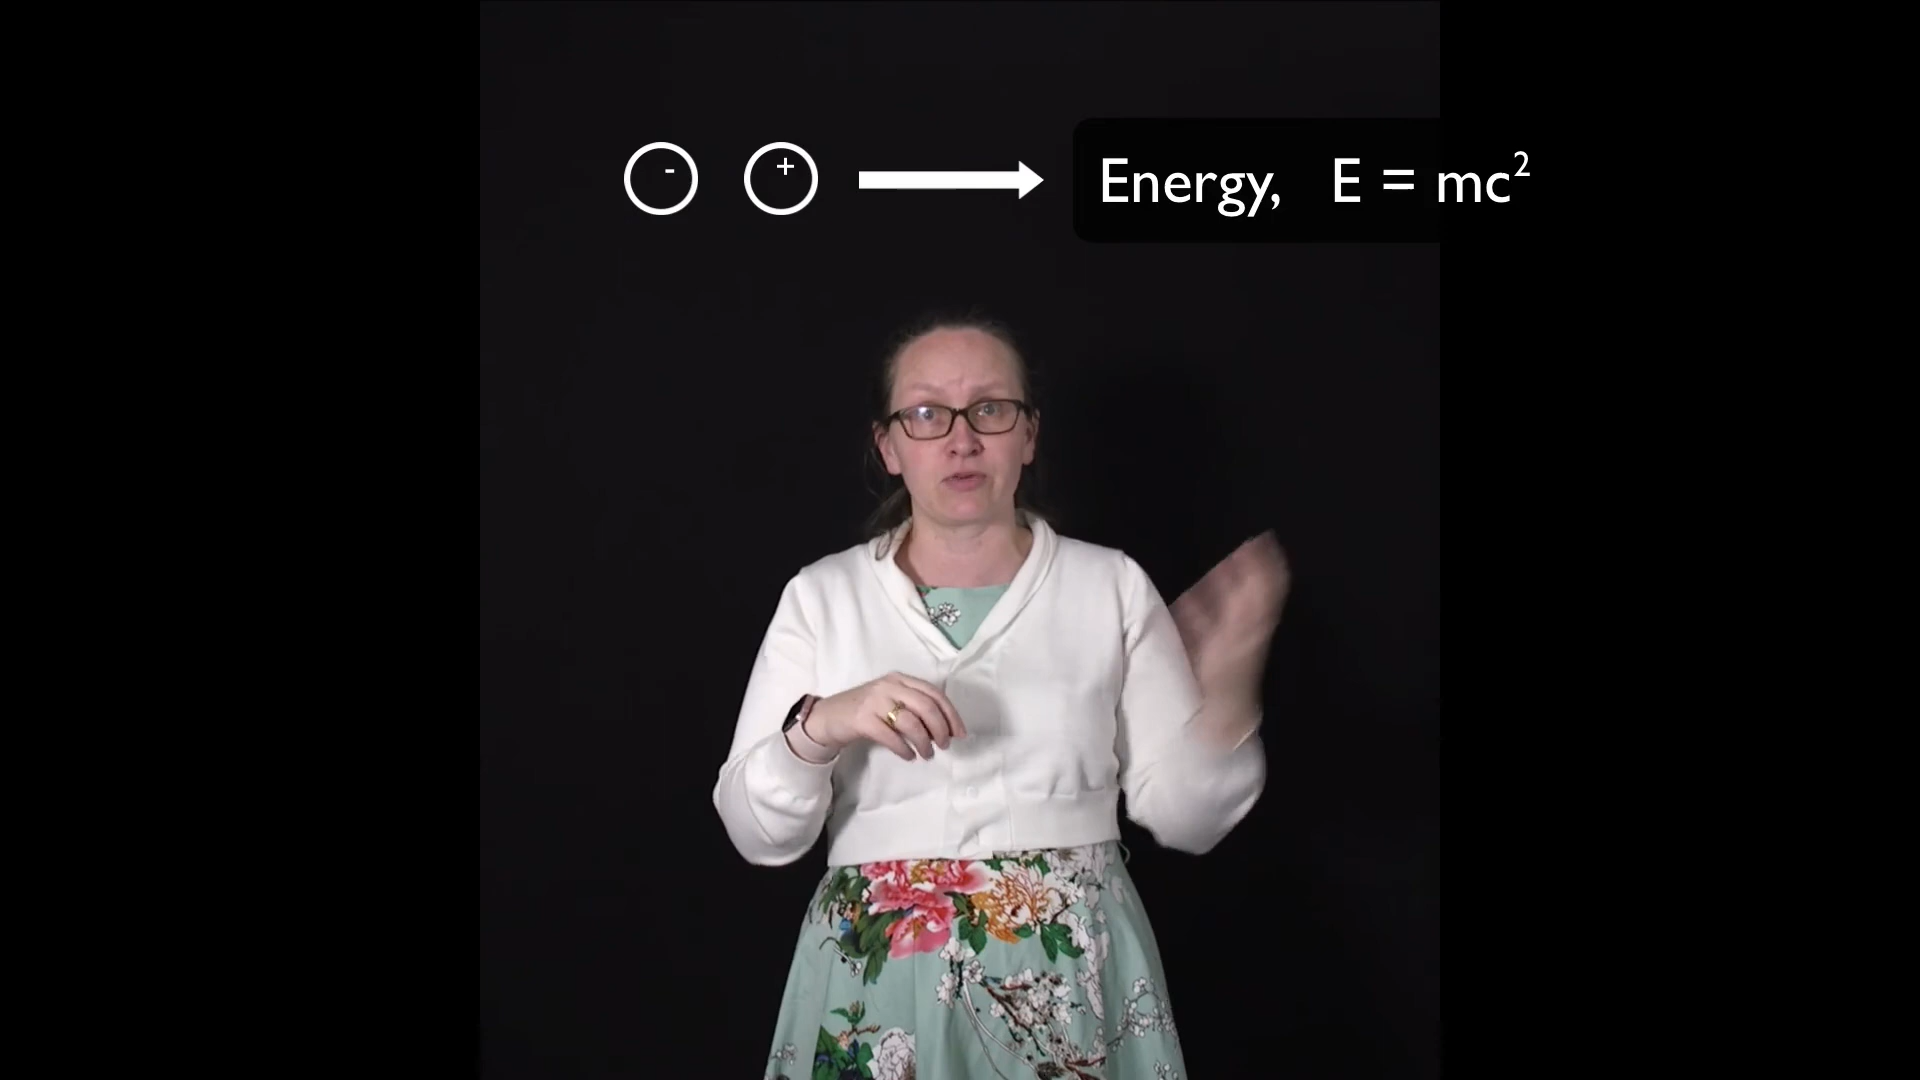 - + Energy, E = mc²